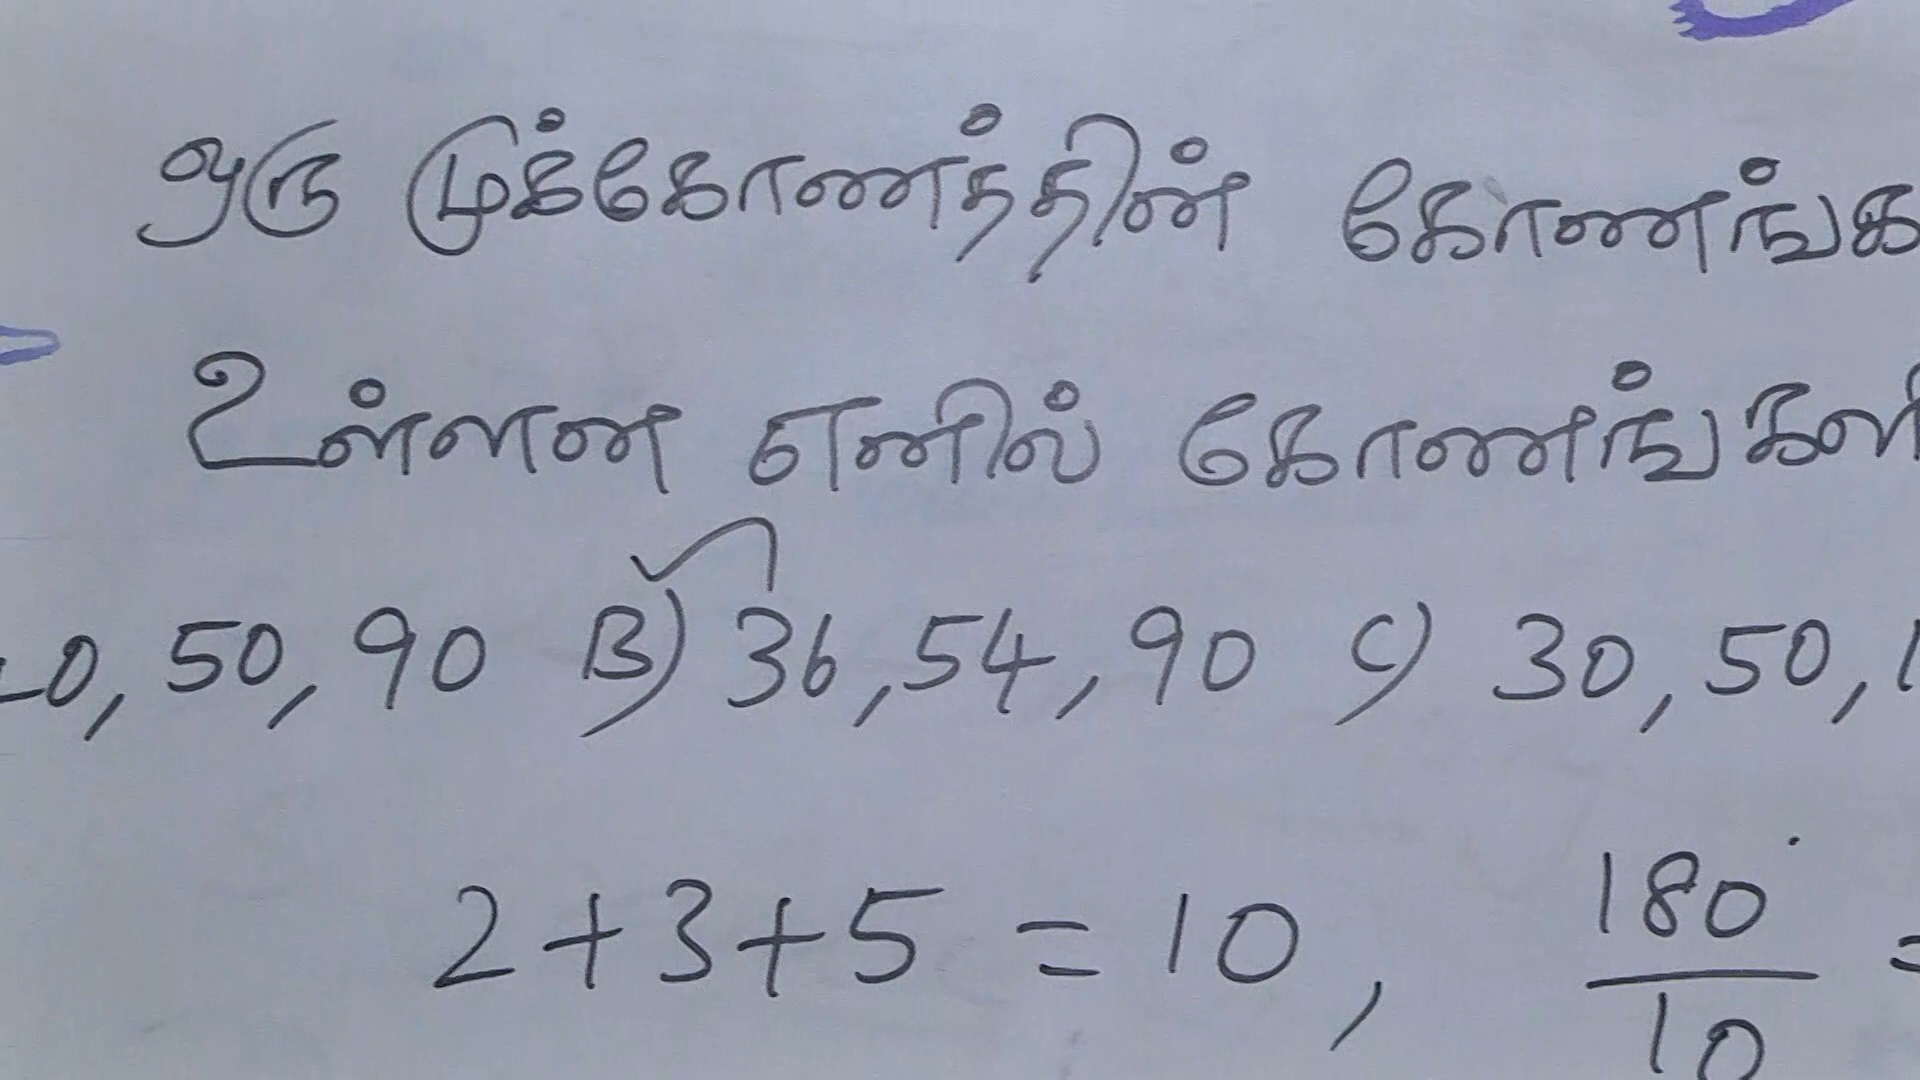 ஒரு முக்கோணத்தின் கோணங்க
உள்ளன எனில் கோணங்களி
0, 50, 90 B) 36, 54, 90 C) 30, 50, 1
2+3+5 = 10, 180/10 =